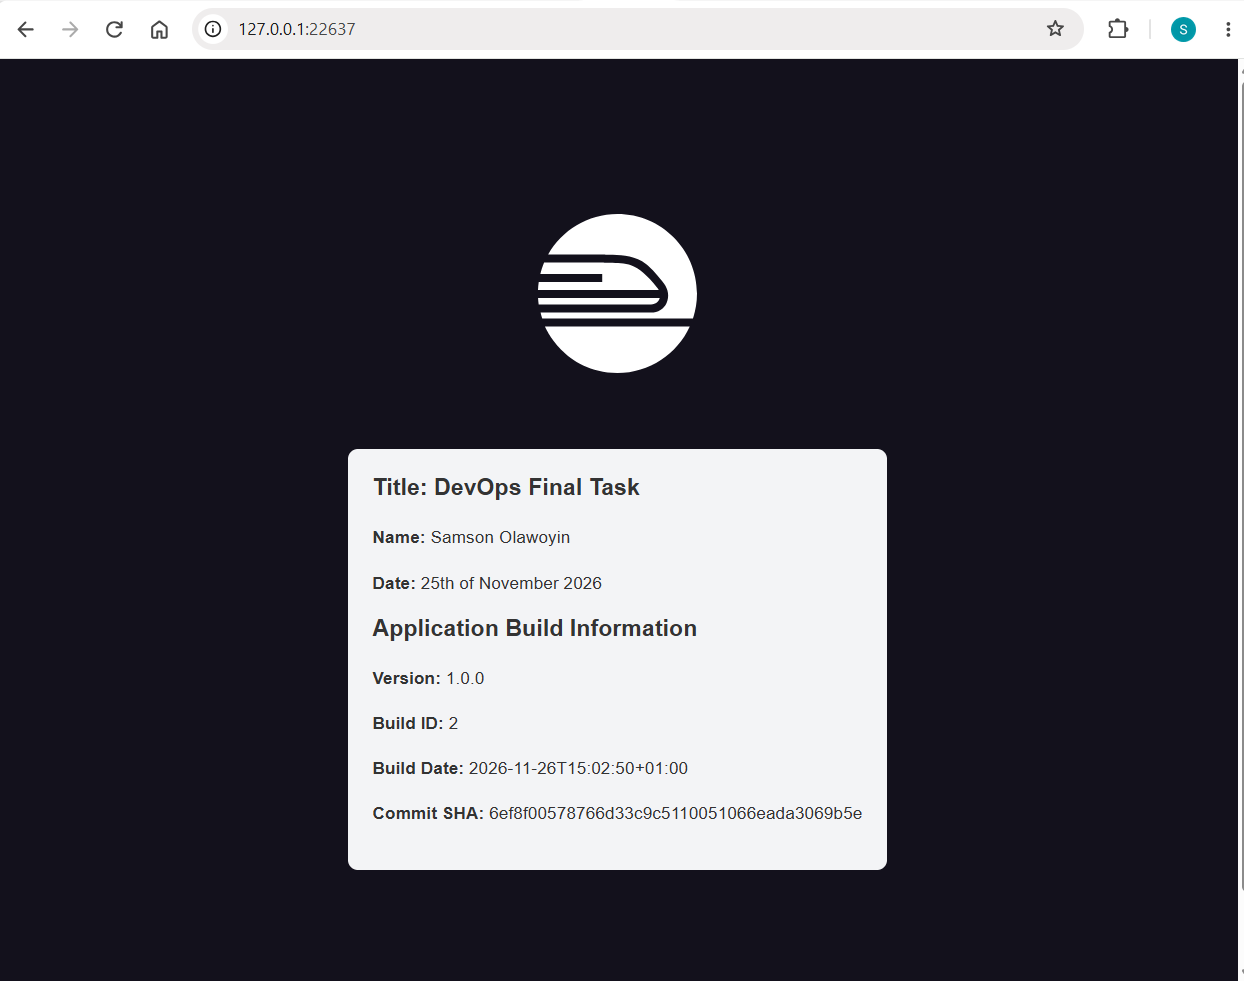 127.0.0.1:22637
S
Title: DevOps Final Task
Name: Samson Olawoyin
Date: 25th of November 2026
Application Build Information
Version: 1.0.0
Build ID: 2
Build Date: 2026-11-26T15:02:50+01:00
Commit SHA: 6ef8f00578766d33c9c5110051066eada3069b5e